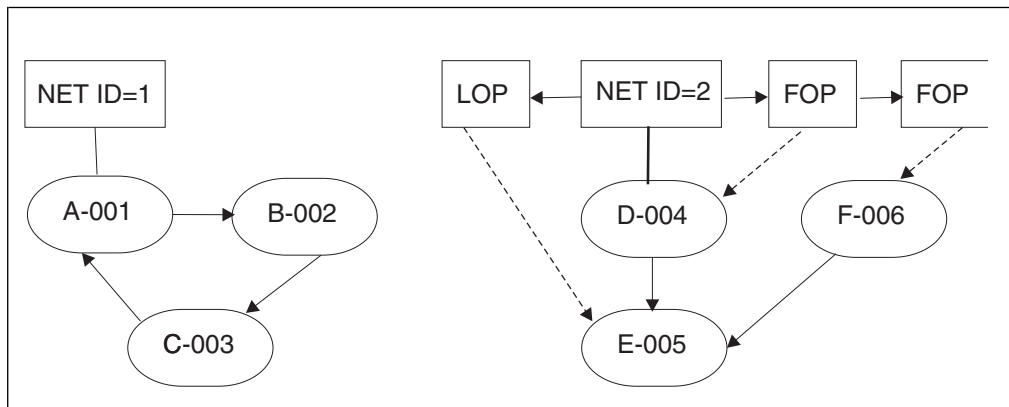 NET ID=1
LOP
NET ID=2
FOP
FOP
A-001
B-002
D-004
F-006
C-003
E-005